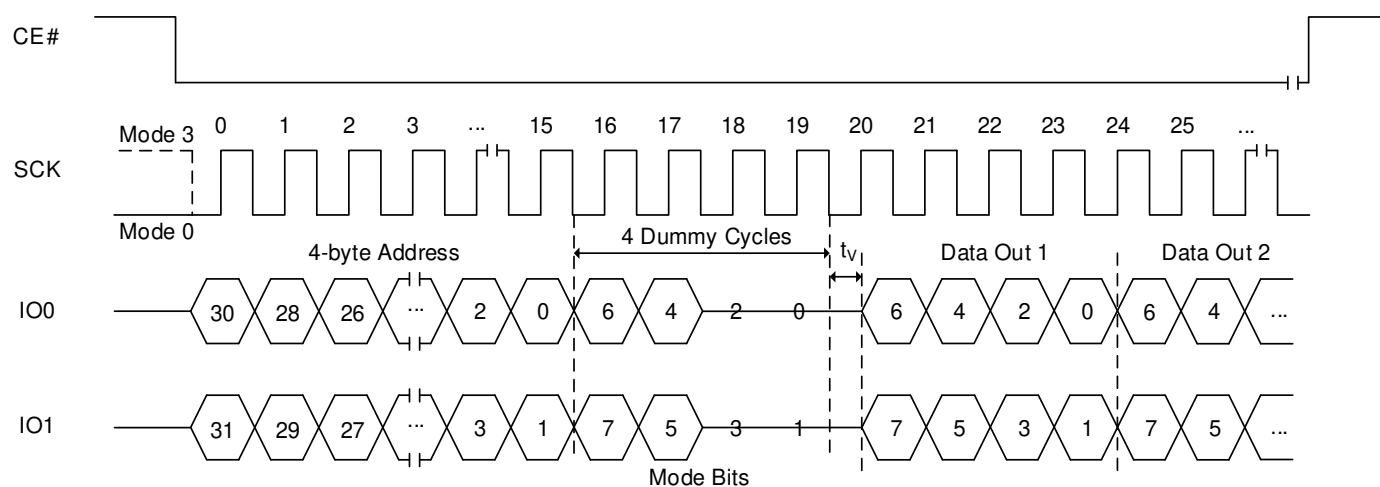 CE#
Mode 3 0 1 2 3 ... 15 16 17 18 19 20 21 22 23 24 25 ...
SCK
Mode 0
4-byte Address 4 Dummy Cycles tV Data Out 1 Data Out 2
IO0 30 28 26 ... 2 0 6 4 2 0 6 4 2 0 6 4 ...
IO1 31 29 27 ... 3 1 7 5 3 1 7 5 3 1 7 5 ...
Mode Bits